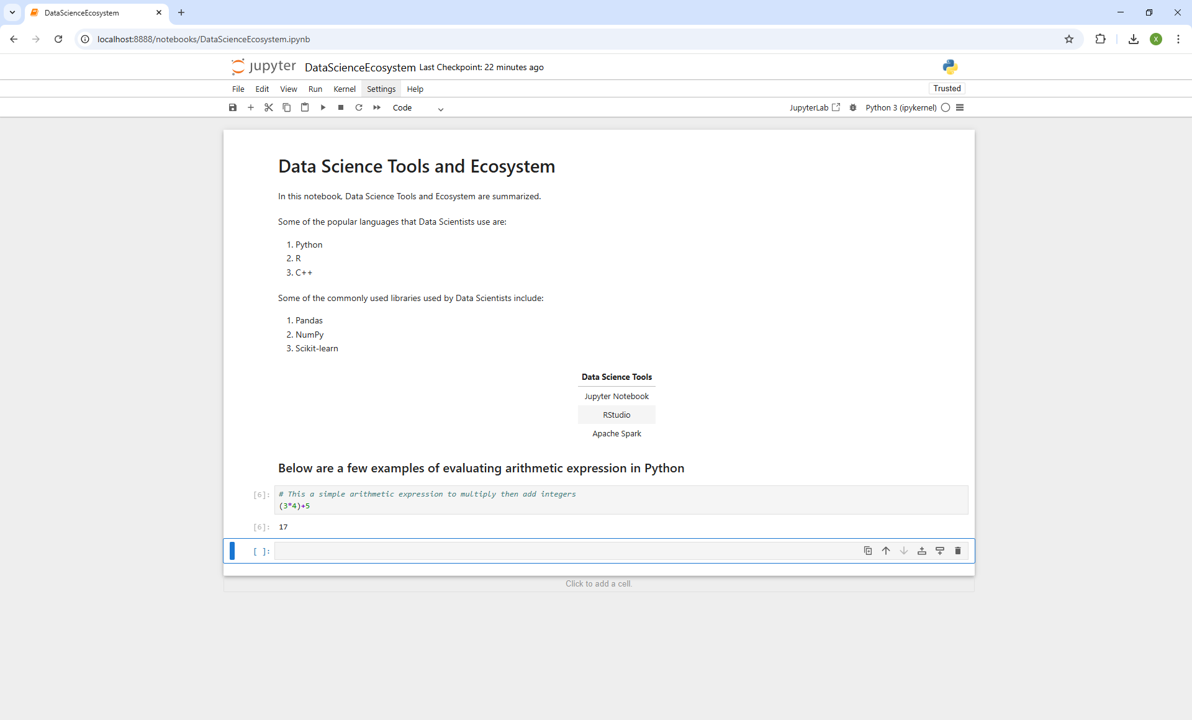 DataScienceEcosystem
localhost:8888/notebooks/DataScienceEcosystem.ipynb
X
jupyter DataScienceEcosystem Last Checkpoint: 22 minutes ago
File Edit View Run Kernel Settings Help Trusted
Code JupyterLab Python 3 (ipykernel)
Data Science Tools and Ecosystem
In this notebook, Data Science Tools and Ecosystem are summarized.
Some of the popular languages that Data Scientists use are:
1. Python
2. R
3. C++
Some of the commonly used libraries used by Data Scientists include:
1. Pandas
2. NumPy
3. Scikit-learn
Data Science Tools
Jupyter Notebook
RStudio
Apache Spark
Below are a few examples of evaluating arithmetic expression in Python
[6]: # This a simple arithmetic expression to multiply then add integers
(3*4)+5
[6]: 17
[ ]:
Click to add a cell.